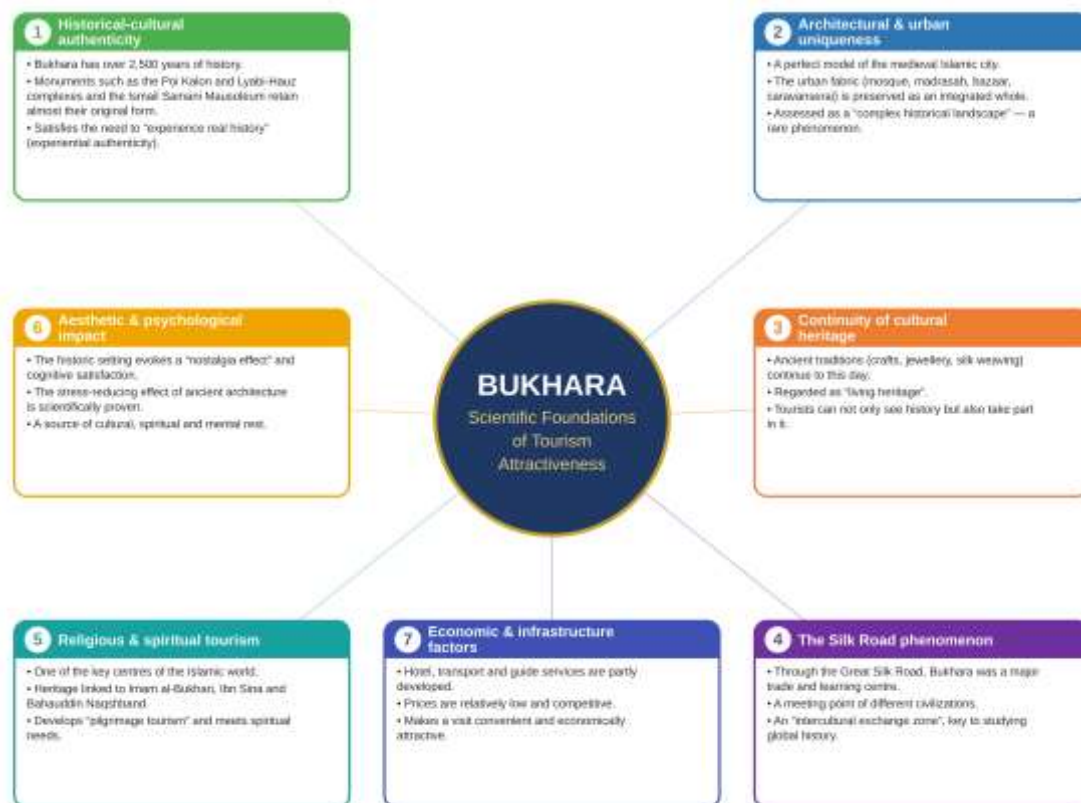 1 Historical-cultural
authenticity
• Bukhara has over 2,500 years of history.
• Monuments such as the Poi Kalon and Lyabi-Hauz
complexes and the Ismail Samani Mausoleum retain
almost their original form.
• Satisfies the need to "experience real history"
(experiential authenticity).
2 Architectural & urban
uniqueness
• A perfect model of the medieval Islamic city.
• The urban fabric (mosque, madrasah, bazaar,
caravanserai) is preserved as an integrated whole.
• Assessed as a "complex historical landscape" — a
rare phenomenon.
6 Aesthetic & psychological
impact
• The historic setting evokes a "nostalgia effect" and
cognitive satisfaction.
• The stress-reducing effect of ancient architecture
is scientifically proven.
• A source of cultural, spiritual and mental rest.
BUKHARA
Scientific Foundations
of Tourism
Attractiveness
3 Continuity of cultural
heritage
• Ancient traditions (crafts, jewellery, silk weaving)
continue to this day.
• Regarded as "living heritage".
• Tourists can not only see history but also take part
in it.
5 Religious & spiritual tourism
• One of the key centres of the Islamic world.
• Heritage linked to Imam al-Bukhari, Ibn Sina and
Bahauddin Naqshband.
• Develops "pilgrimage tourism" and meets spiritual
needs.
7 Economic & infrastructure
factors
• Hotel, transport and guide services are partly
developed.
• Prices are relatively low and competitive.
• Makes a visit convenient and economically
attractive.
4 The Silk Road phenomenon
• Through the Great Silk Road, Bukhara was a major
trade and learning centre.
• A meeting point of different civilizations.
• An "intercultural exchange zone", key to studying
global history.